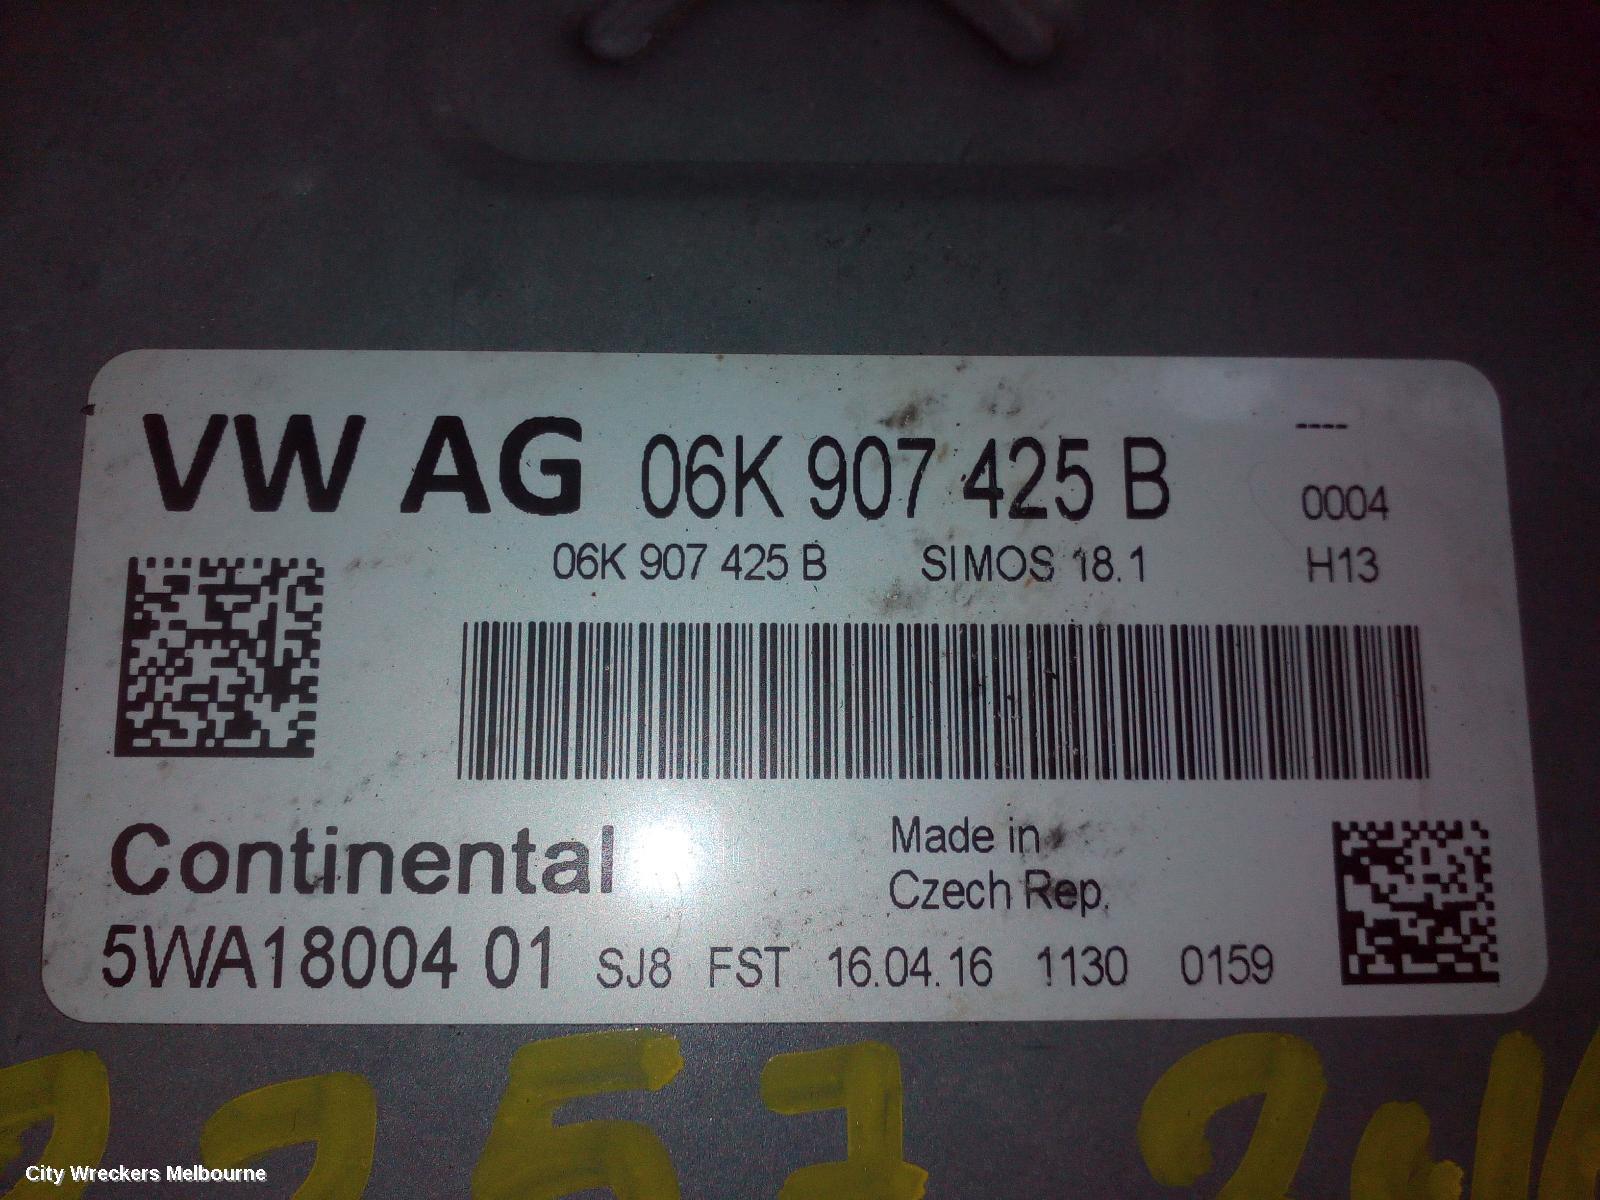 VW AG 06K 907 425 B
----
0004
06K 907 425 B SIMOS 18.1 H13
Continental
Made in
Czech Rep.
5WA18004 01 SJ8 FST 16.04.16 1130 0159
City Wreckers Melbourne